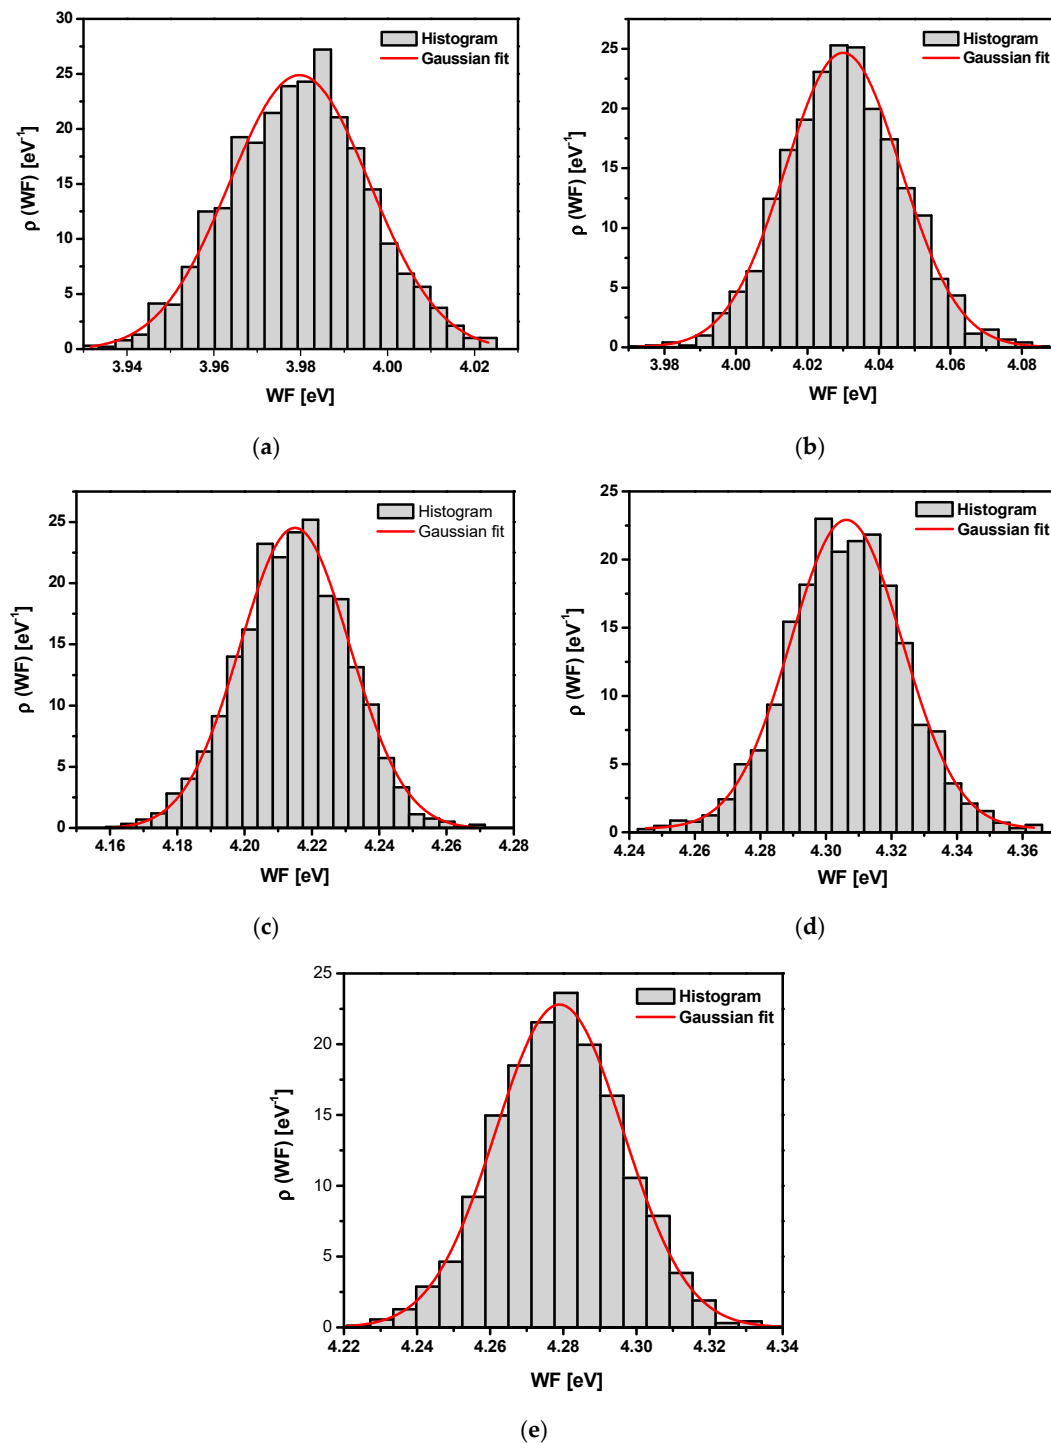 30
25
20
15
10
5
0
ρ (WF) [eV⁻¹]
Histogram
Gaussian fit
3.94 3.96 3.98 4.00 4.02
WF [eV]
(a)
30
25
20
15
10
5
0
ρ (WF) [eV⁻¹]
Histogram
Gaussian fit
3.98 4.00 4.02 4.04 4.06 4.08
WF [eV]
(b)
25
20
15
10
5
0
ρ (WF) [eV⁻¹]
Histogram
Gaussian fit
4.16 4.18 4.20 4.22 4.24 4.26 4.28
WF [eV]
(c)
25
20
15
10
5
0
ρ (WF) [eV⁻¹]
Histogram
Gaussian fit
4.24 4.26 4.28 4.30 4.32 4.34 4.36
WF [eV]
(d)
25
20
15
10
5
0
ρ (WF) [eV⁻¹]
Histogram
Gaussian fit
4.22 4.24 4.26 4.28 4.30 4.32 4.34
WF [eV]
(e)